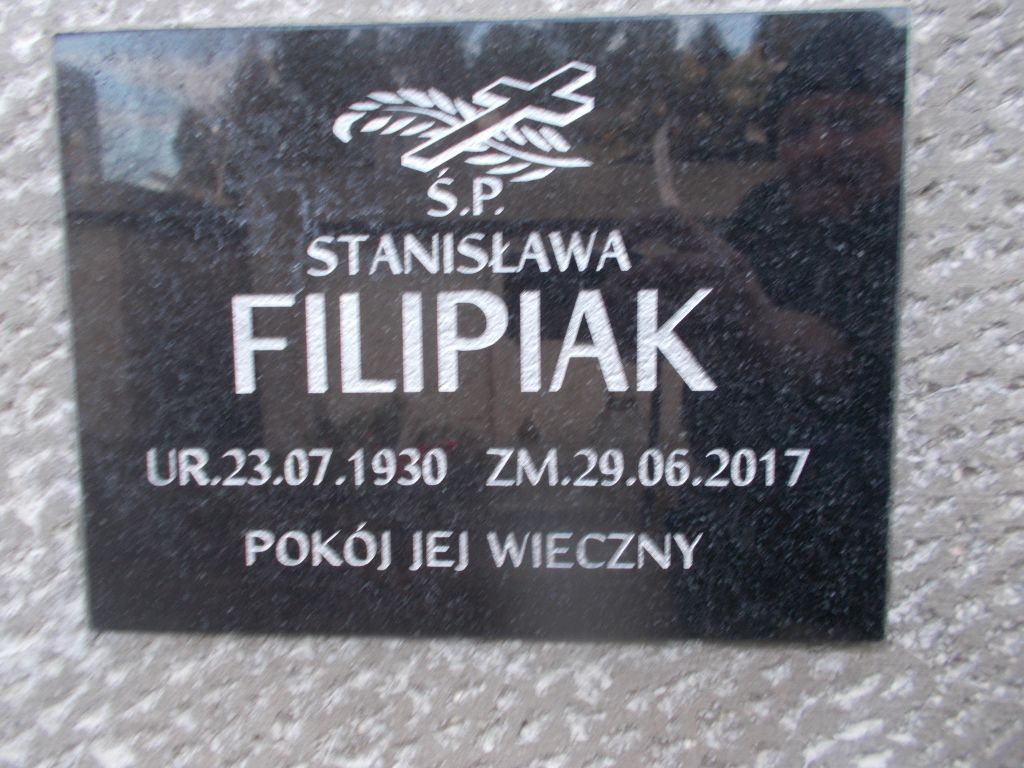 Ś.P.
STANISŁAWA
FILIPIAK
UR.23.07.1930 ZM.29.06.2017
POKÓJ JEJ WIECZNY